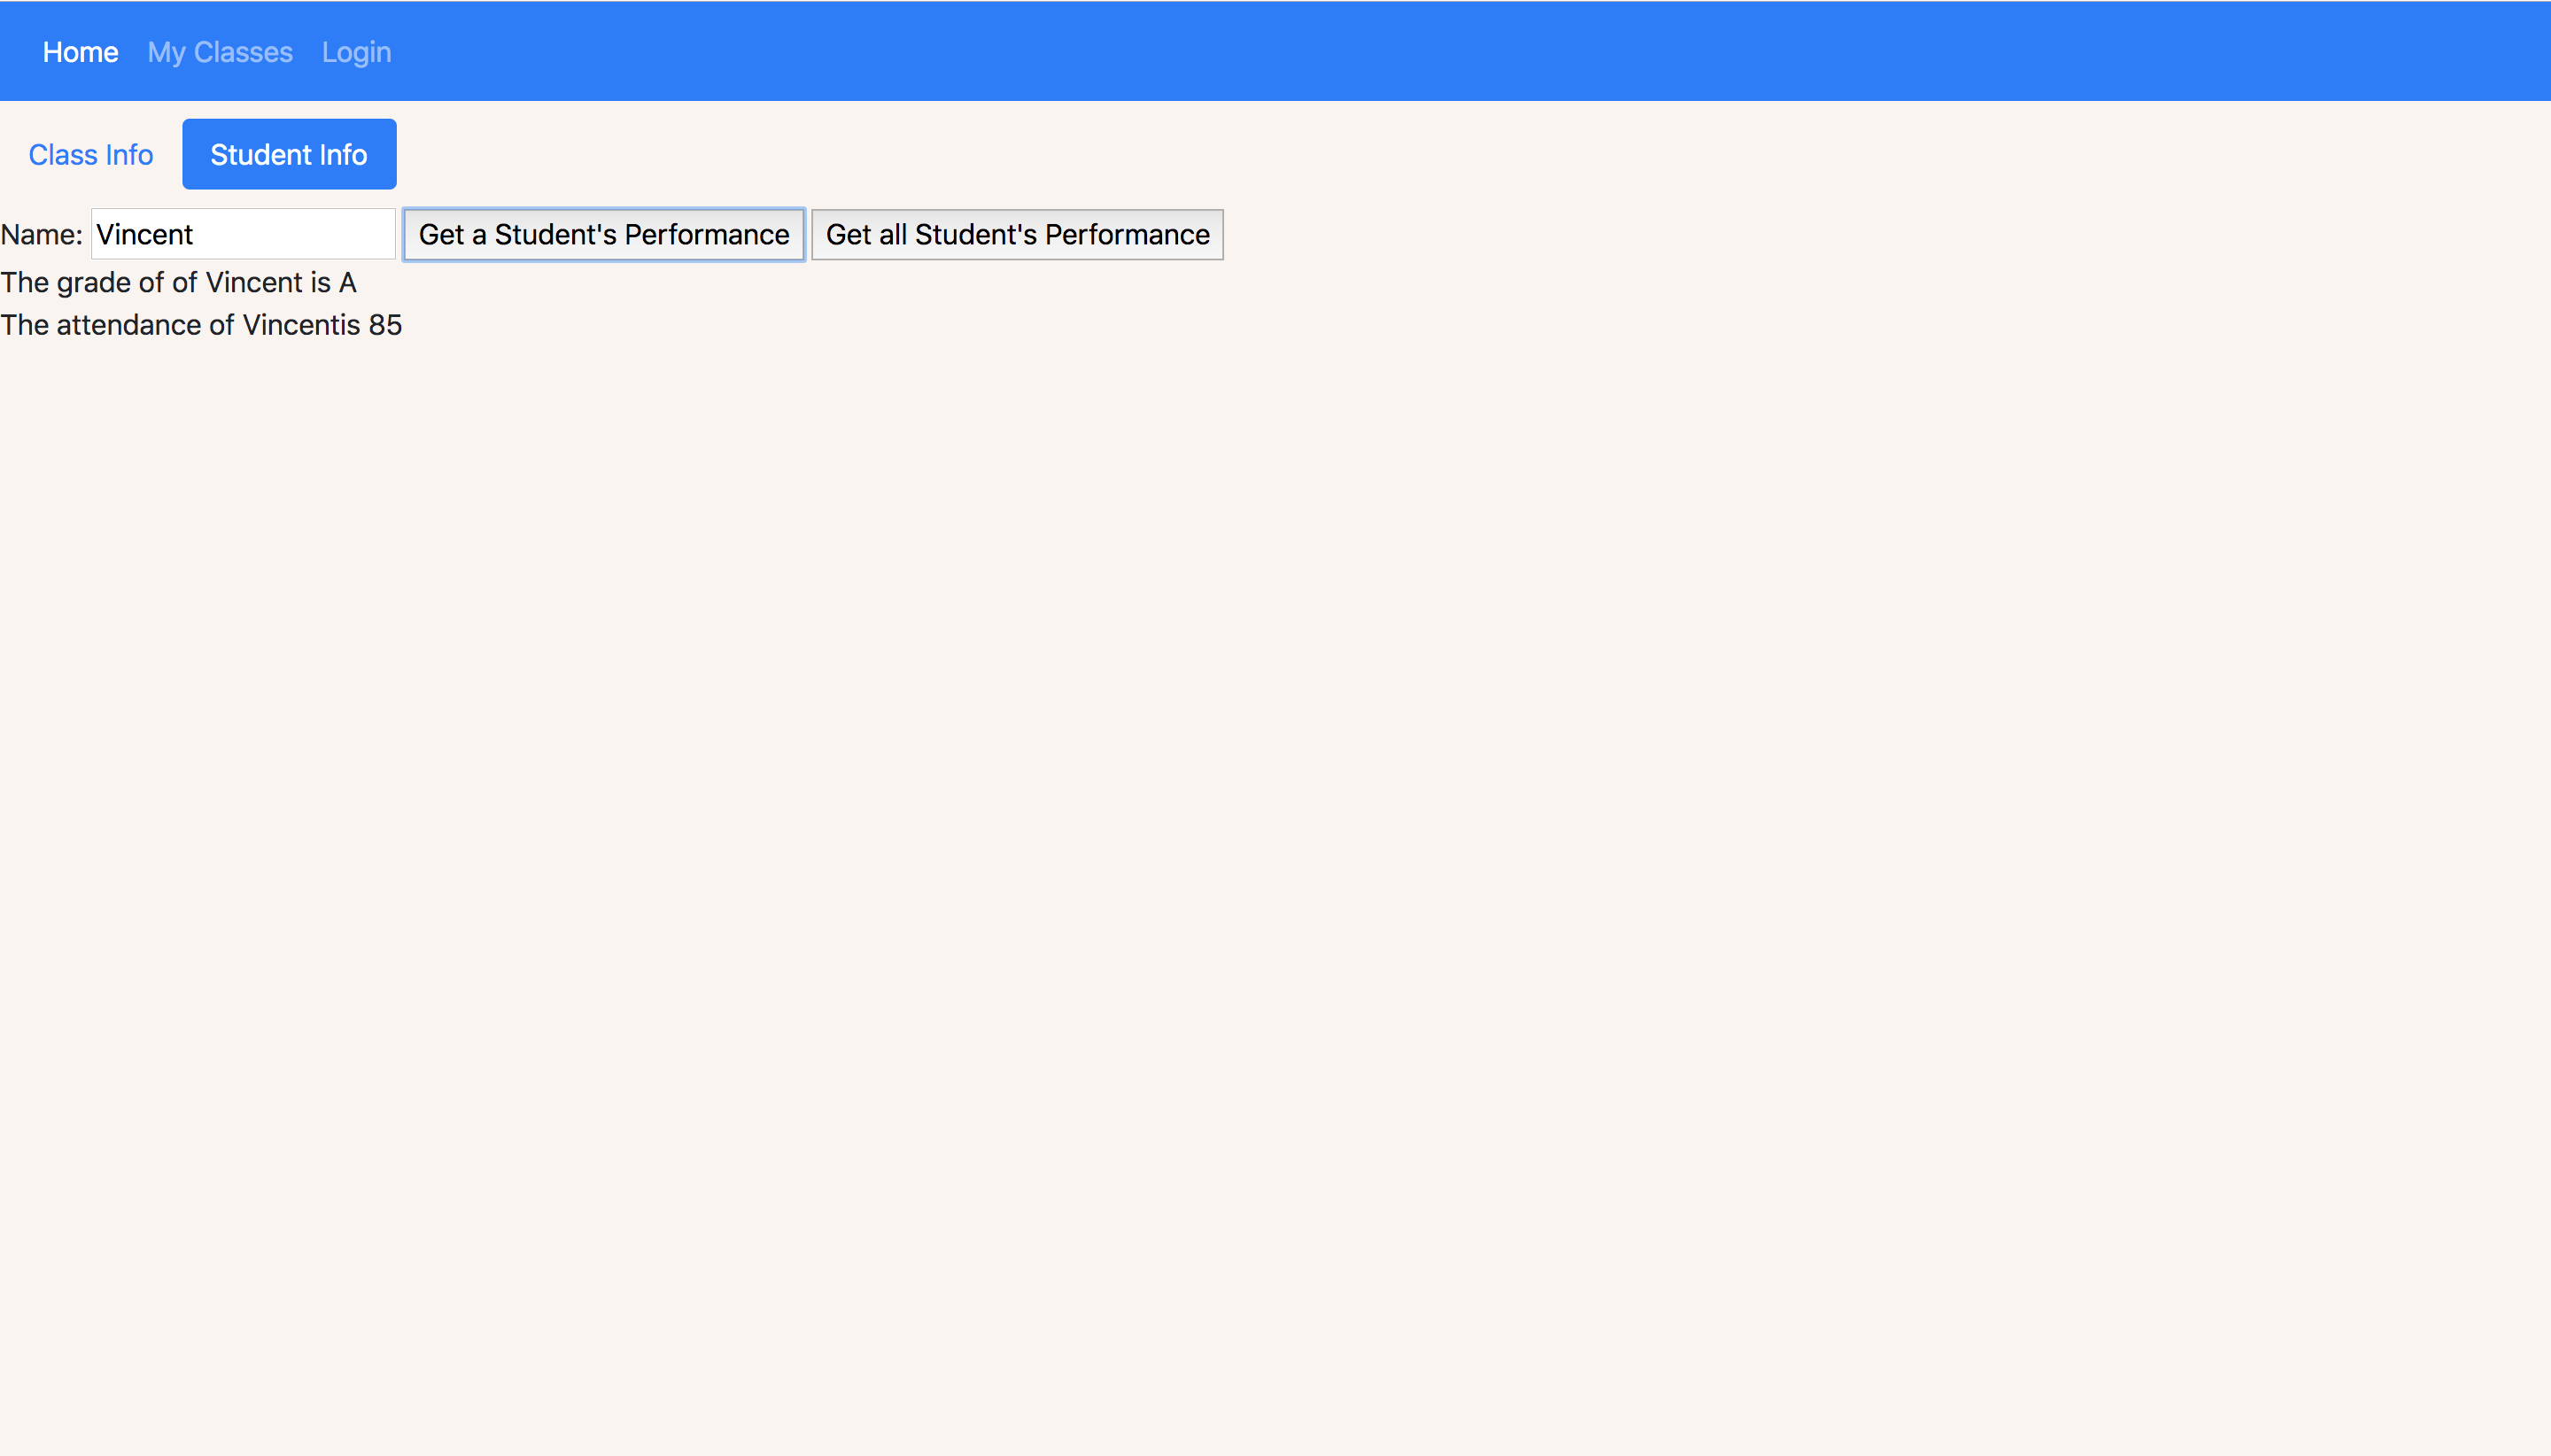 Home My Classes Login
Class Info Student Info
Name: Vincent Get a Student's Performance Get all Student's Performance
The grade of of Vincent is A
The attendance of Vincentis 85